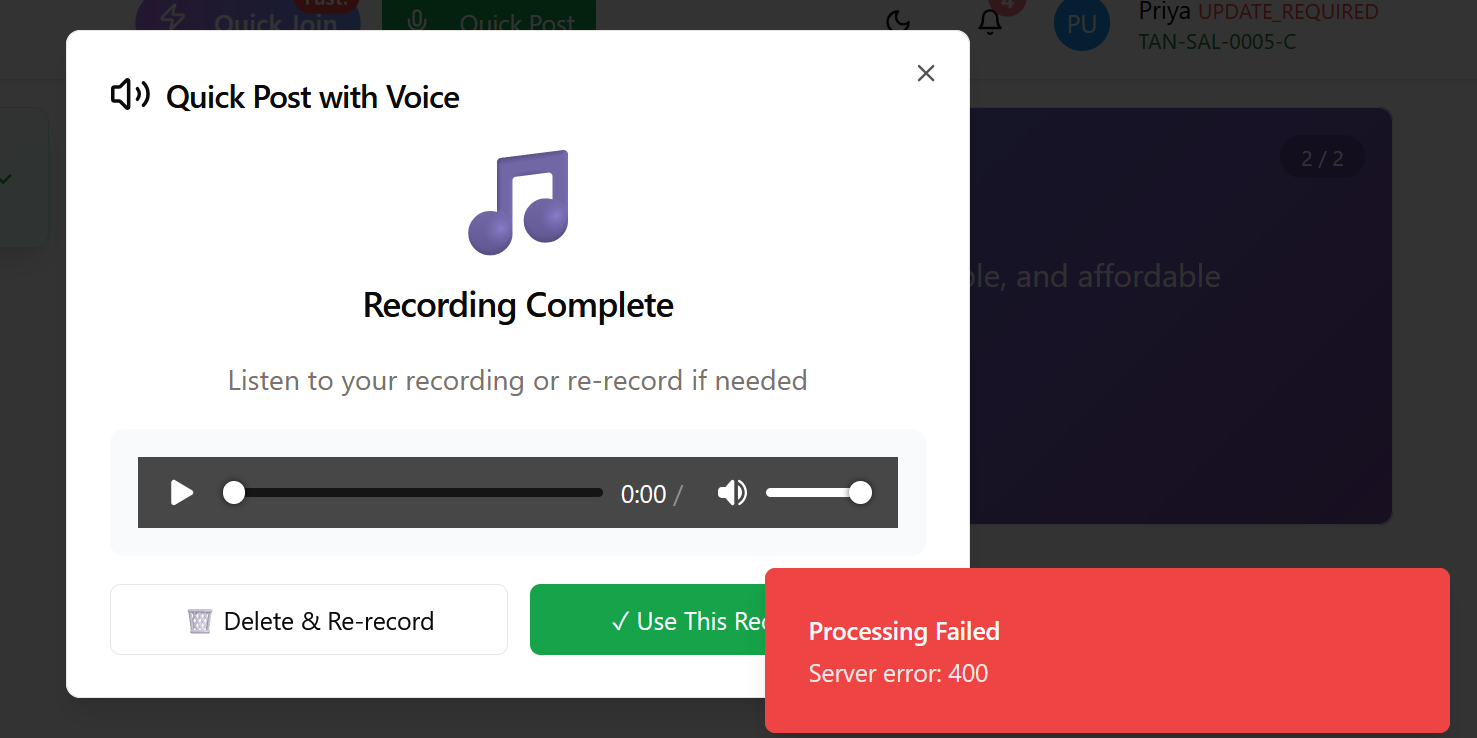 Fast!
Quick Join
Quick Post
4
PU
Priya UPDATE_REQUIRED
TAN-SAL-0005-C
Quick Post with Voice
2 / 2
and affordable
Recording Complete
Listen to your recording or re-record if needed
0:00 /
Delete & Re-record
✓ Use This
Processing Failed
Server error: 400